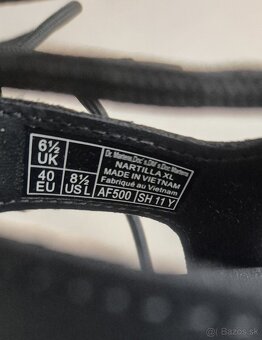 6½ UK
40 EU
8½ US L
Dr. Martens, Doc's, DM's, Doc Martens
NARTILLA XL
MADE IN VIETNAM
Fabriqué au Vietnam
AF500 SH 11 Y
Bazos.sk